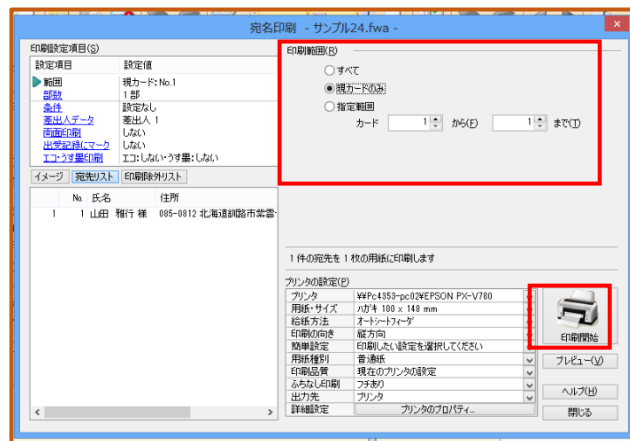 宛名印刷 - サンプル24.fwa -
印刷設定項目(S)
設定項目 設定値
範囲 現カード: No.1
部数 1 部
条件 設定なし
差出人データ 差出人 1
両面印刷 しない
出受記録にマーク しない
エコ・うす墨印刷 エコ:しない・うす墨:しない
イメージ 宛先リスト 印刷除外リスト
No. 氏名 住所
1 1 山田 雅行 様 085-0812 北海道釧路市紫雲
印刷範囲(R)
すべて
現カードのみ
指定範囲
カード 1 から(F) 1 まで(T)
1 件の宛先を 1 枚の用紙に印刷します
プリンタの設定(P)
プリンタ ¥¥Pc4353-pc02¥EPSON PX-V780
用紙・サイズ ハガキ 100 x 148 mm
給紙方法 オートシートフィーダ
印刷の向き 縦方向
簡単設定 印刷したい設定を選択してください
用紙種別 普通紙
印刷品質 現在のプリンタの設定
ふちなし印刷 フチあり
出力先 プリンタ
詳細設定 プリンタのプロパティ...
印刷開始
プレビュー(V)
ヘルプ(H)
閉じる